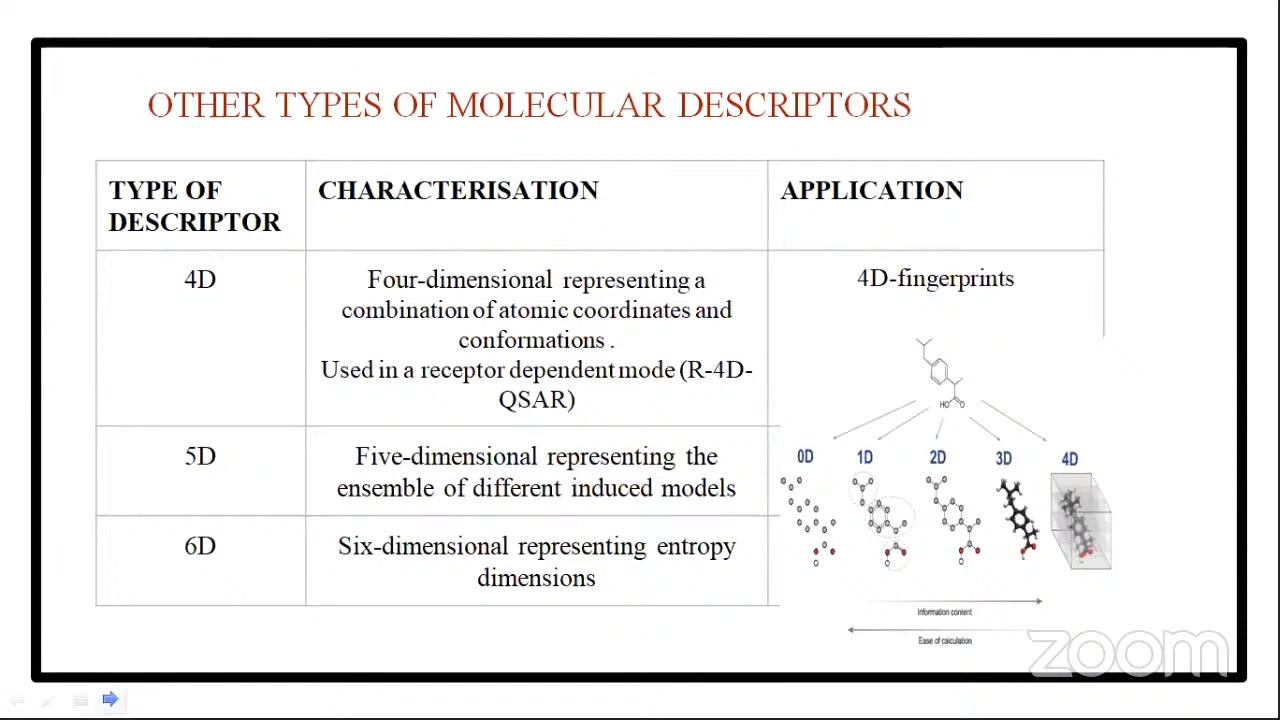 OTHER TYPES OF MOLECULAR DESCRIPTORS
TYPE OF
DESCRIPTOR
CHARACTERISATION
APPLICATION
4D
Four-dimensional representing a
combination of atomic coordinates and
conformations .
Used in a receptor dependent mode (R-4D-
QSAR)
4D-fingerprints
HO
O
0D
1D
2D
3D
4D
5D
Five-dimensional representing the
ensemble of different induced models
6D
Six-dimensional representing entropy
dimensions
Information content
Ease of calculation
zoom